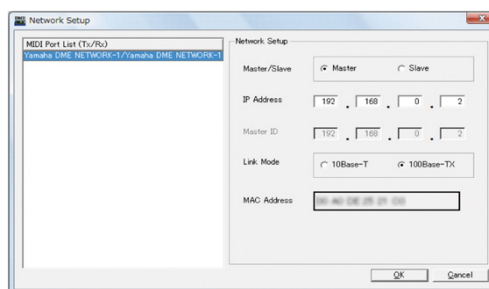 Network Setup
MIDI Port List (Tx/Rx)
Yamaha DME NETWORK-1/Yamaha DME NETWORK-1
Network Setup
Master/Slave Master Slave
IP Address 192 . 168 . 0 . 2
Master ID 192 . 168 . 0 . 2
Link Mode 10Base-T 100Base-TX
MAC Address
OK Cancel